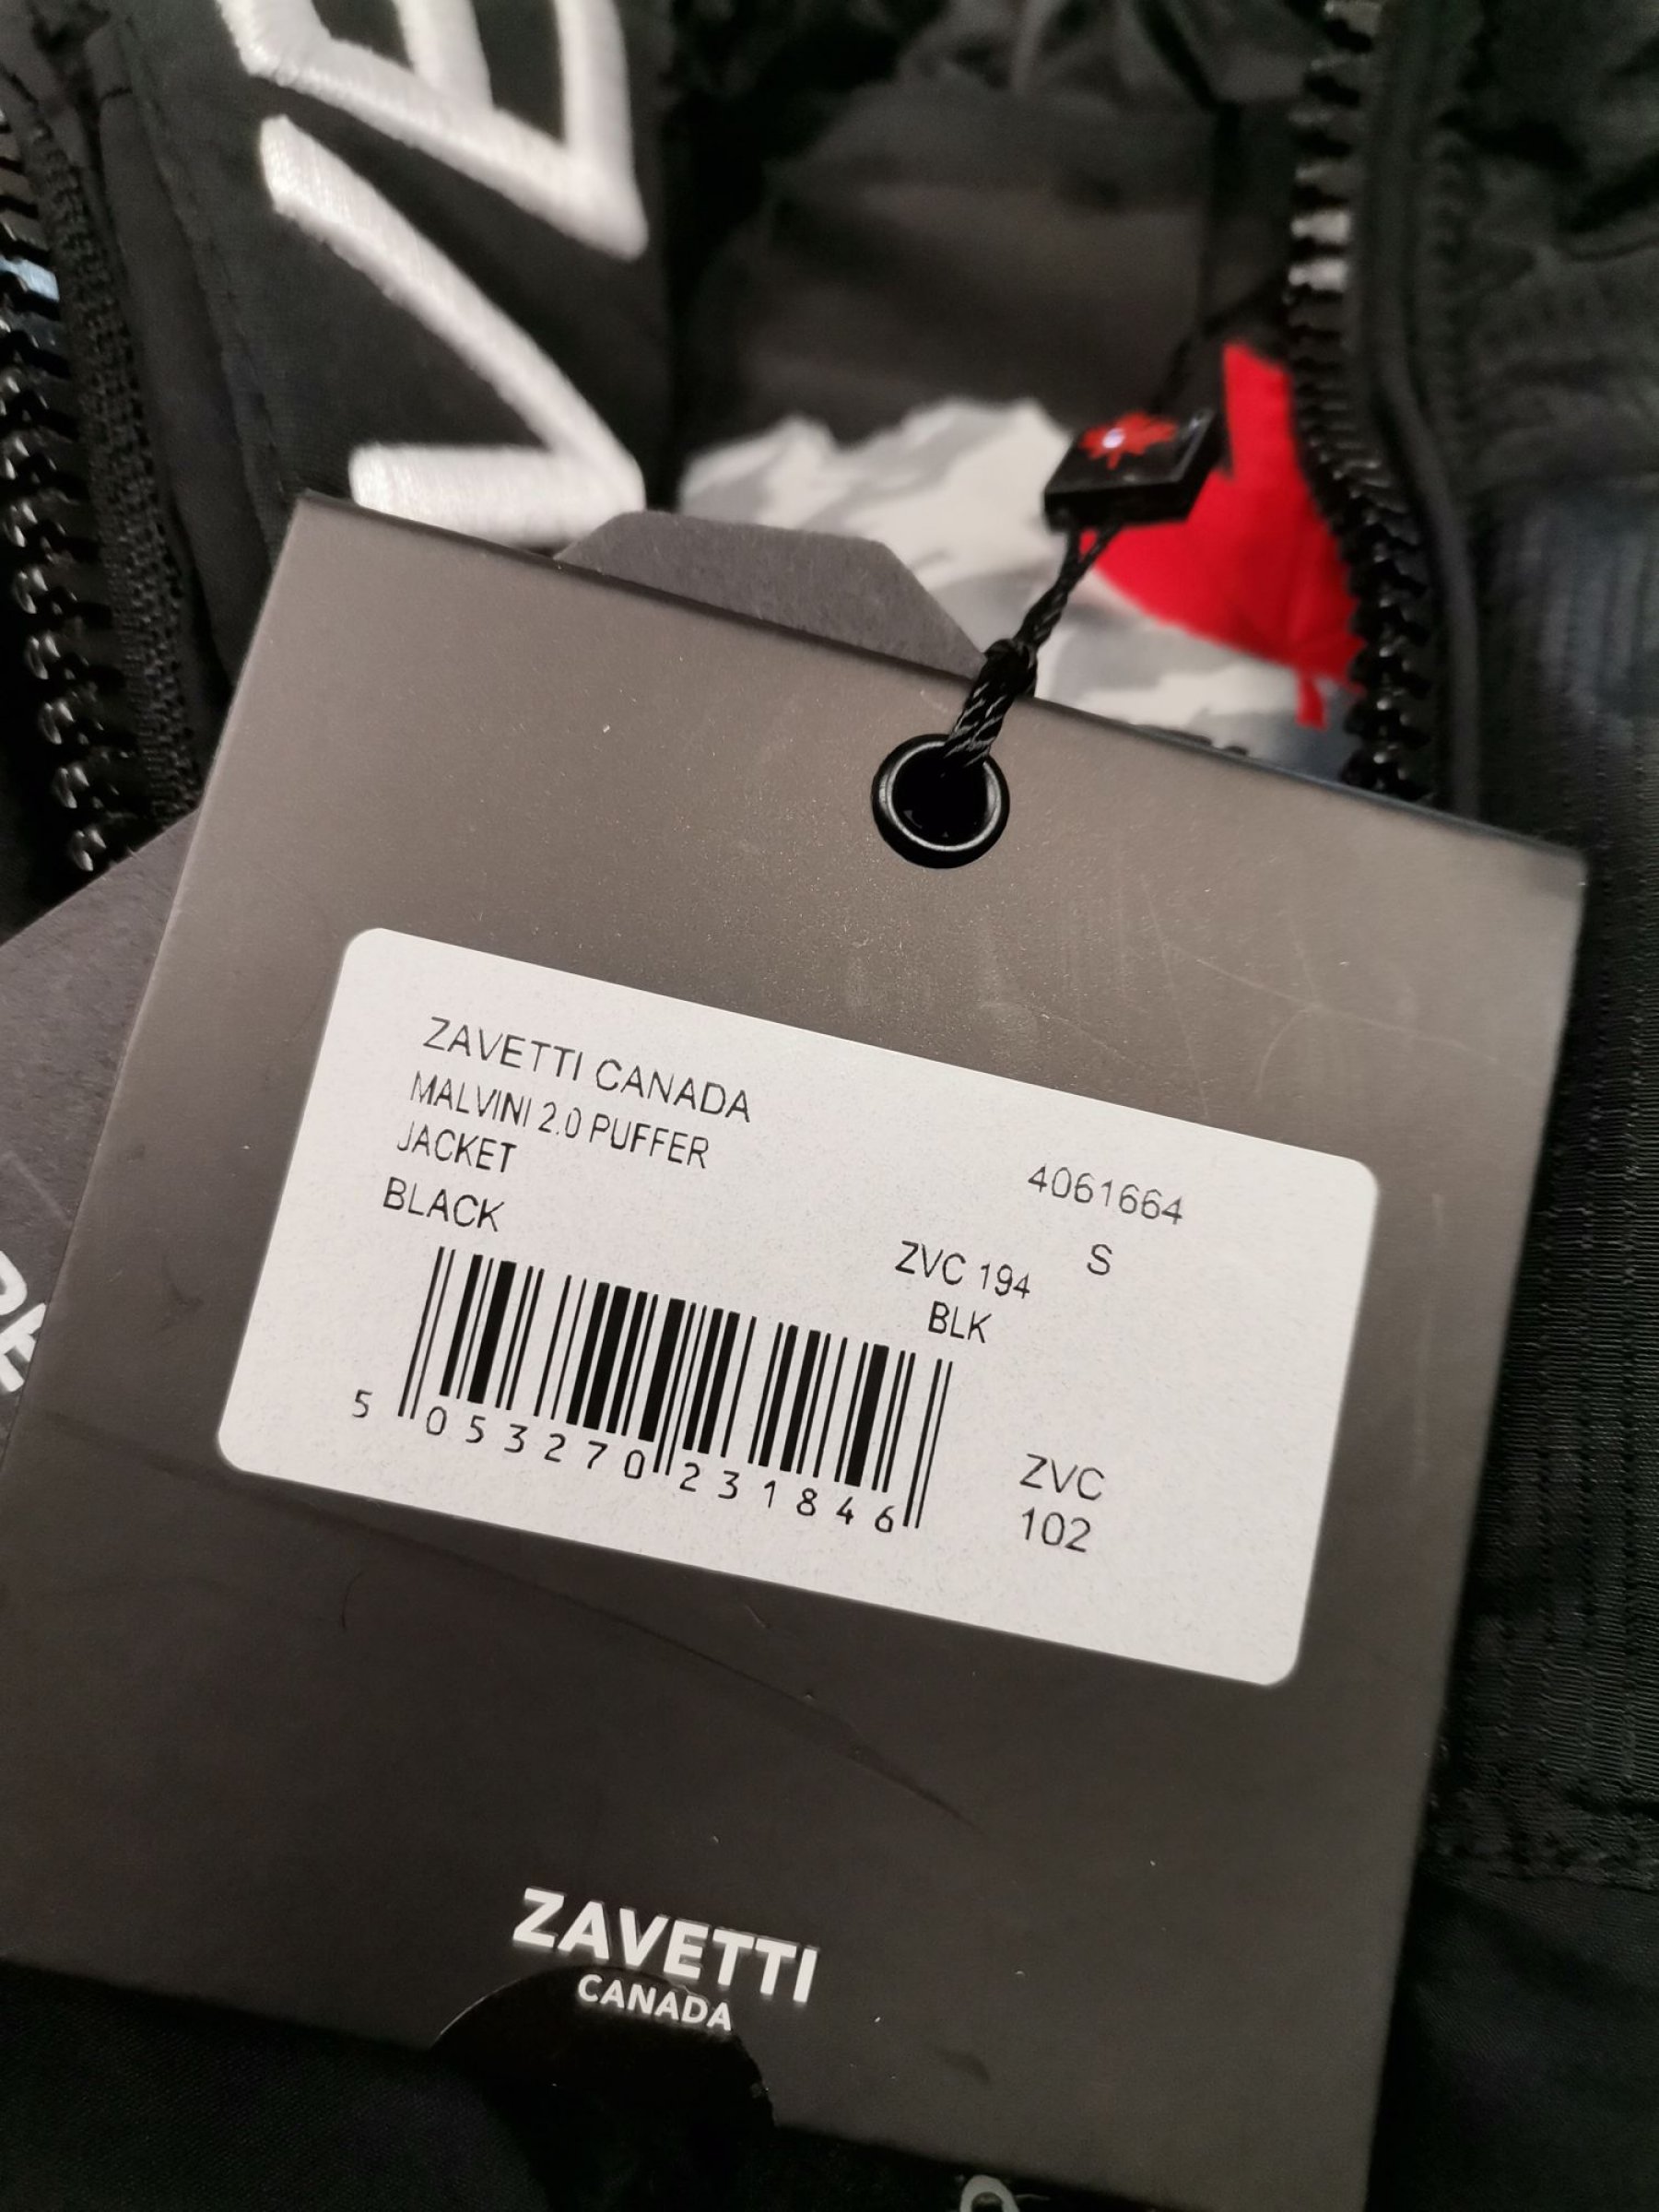 ZAVETTI CANADA
MALVINI 2.0 PUFFER
JACKET
BLACK
4061664
S
ZVC 194
BLK
5 053270 231846
ZVC
102
ZAVETTI
CANADA